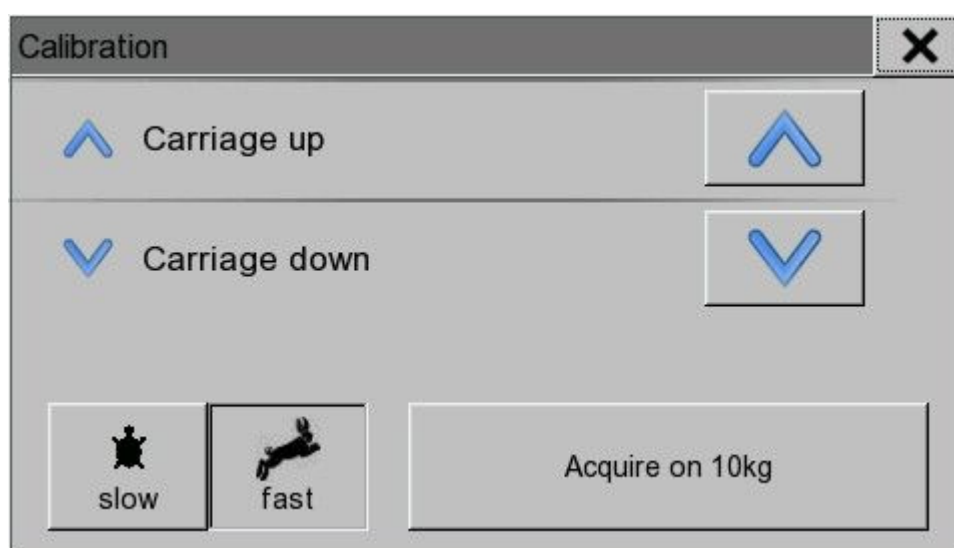 Calibration
Carriage up
Carriage down
slow
fast
Acquire on 10kg